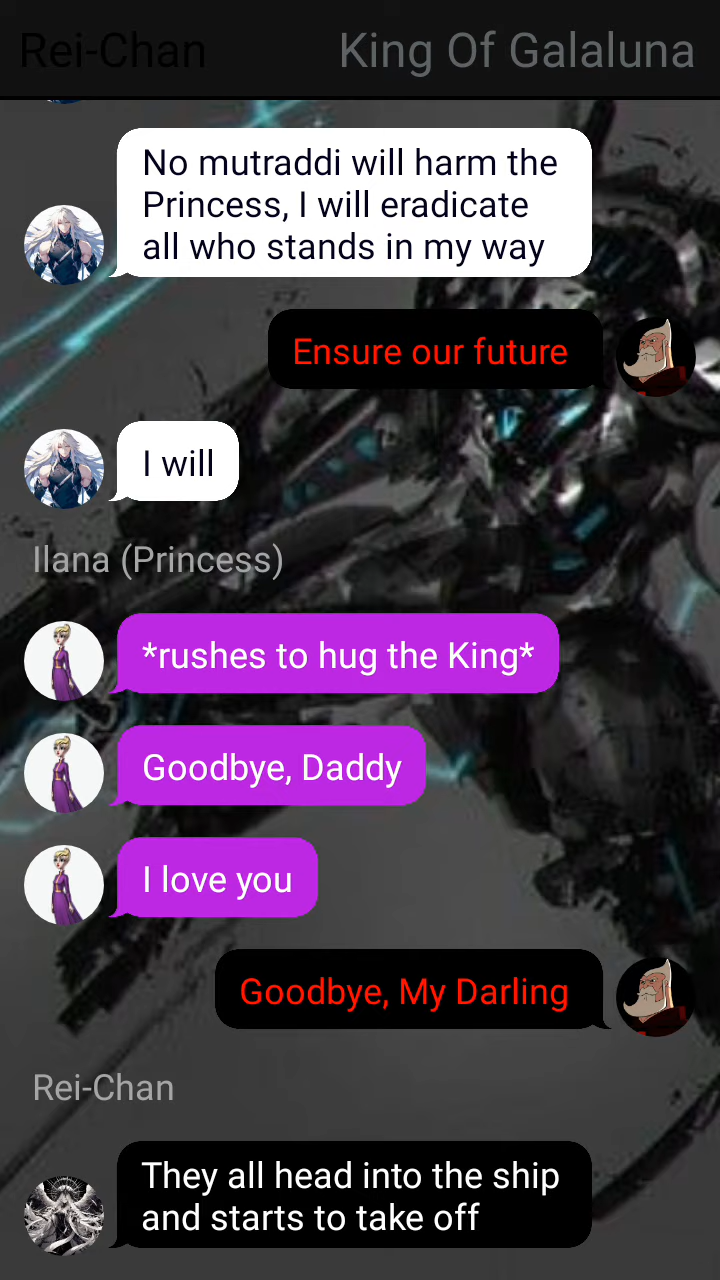 Rei-Chan
King Of Galaluna
No mutraddi will harm the
Princess, I will eradicate
all who stands in my way
Ensure our future
I will
Ilana (Princess)
*rushes to hug the King*
Goodbye, Daddy
I love you
Goodbye, My Darling
Rei-Chan
They all head into the ship
and starts to take off